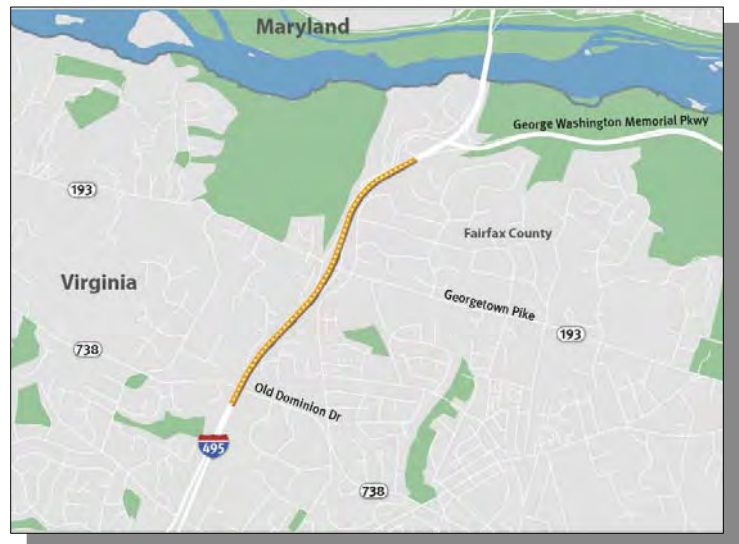 Maryland
George Washington Memorial Pkwy
193
Fairfax County
Virginia
Georgetown Pike
193
738
Old Dominion Dr
495
738